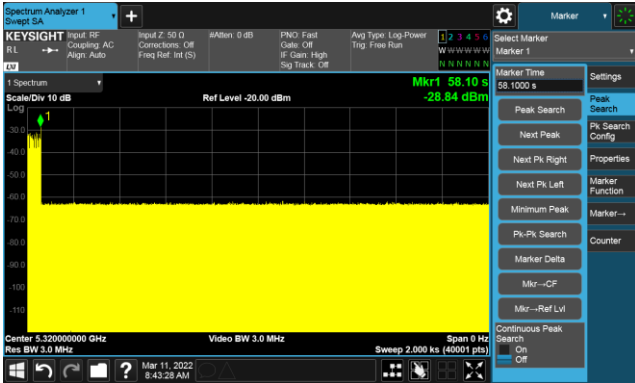 Spectrum Analyzer 1
Swept SA
Marker
KEYSIGHT
RL
LXI
Input: RF
Coupling: AC
Align: Auto
Input Z: 50 Ω
Corrections: Off
Freq Ref: Int (S)
#Atten: 0 dB
PNO: Fast
Gate: Off
IF Gain: High
Sig Track: Off
Avg Type: Log-Power
Trig: Free Run
1 2 3 4 5 6
W W W W W W
N N N N N N
Select Marker
Marker 1
1 Spectrum
Scale/Div 10 dB
Ref Level -20.00 dBm
Mkr1 58.10 s
-28.84 dBm
Log
1
-30.0
-40.0
-50.0
-60.0
-70.0
-80.0
-90.0
-100
-110
Center 5.320000000 GHz
Res BW 3.0 MHz
Video BW 3.0 MHz
Span 0 Hz
Sweep 2.000 ks (40001 pts)
Marker Time
58.1000 s
Peak Search
Next Peak
Next Pk Right
Next Pk Left
Minimum Peak
Pk-Pk Search
Marker Delta
Mkr→CF
Mkr→Ref Lvl
Continuous Peak
Search
On
Off
Settings
Peak
Search
Pk Search
Config
Properties
Marker
Function
Marker→
Counter
?
Mar 11, 2022
8:43:28 AM